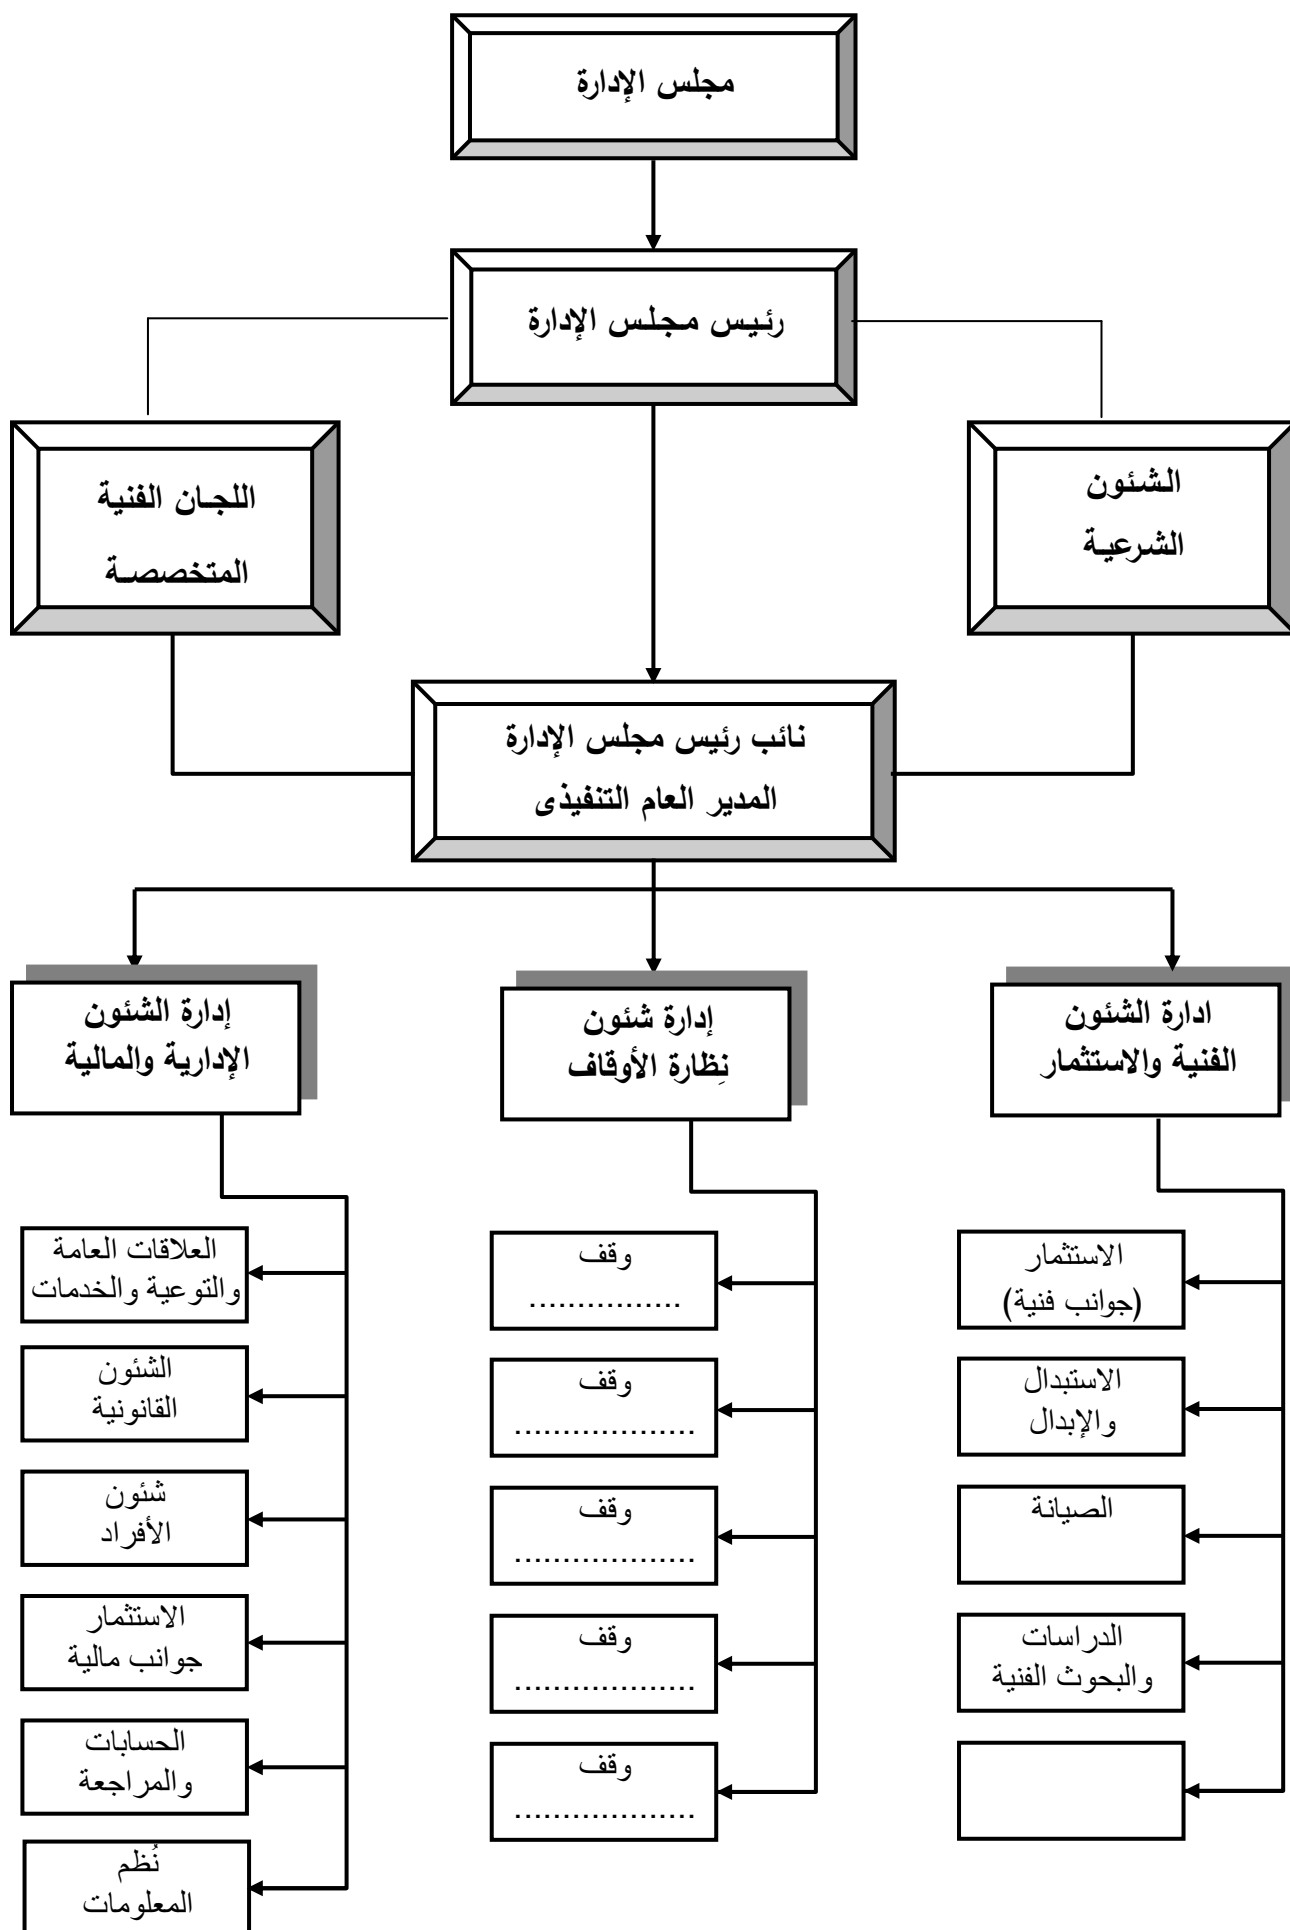 مجلس الإدارة
رئيس مجلس الإدارة
الشئون
الشرعية
اللجان الفنية
المتخصصة
نائب رئيس مجلس الإدارة
المدير العام التنفيذى
ادارة الشئون
الفنية والاستثمار
إدارة شئون
نِظارة الأوقاف
إدارة الشئون
الإدارية والمالية
الاستثمار
(جوانب فنية)
الاستبدال
والإبدال
الصيانة
الدراسات
والبحوث الفنية
وقف
................
وقف
...................
وقف
...................
وقف
...................
وقف
...................
العلاقات العامة
والتوعية والخدمات
الشئون
القانونية
شئون
الأفراد
الاستثمار
جوانب مالية
الحسابات
والمراجعة
نُظم
المعلومات